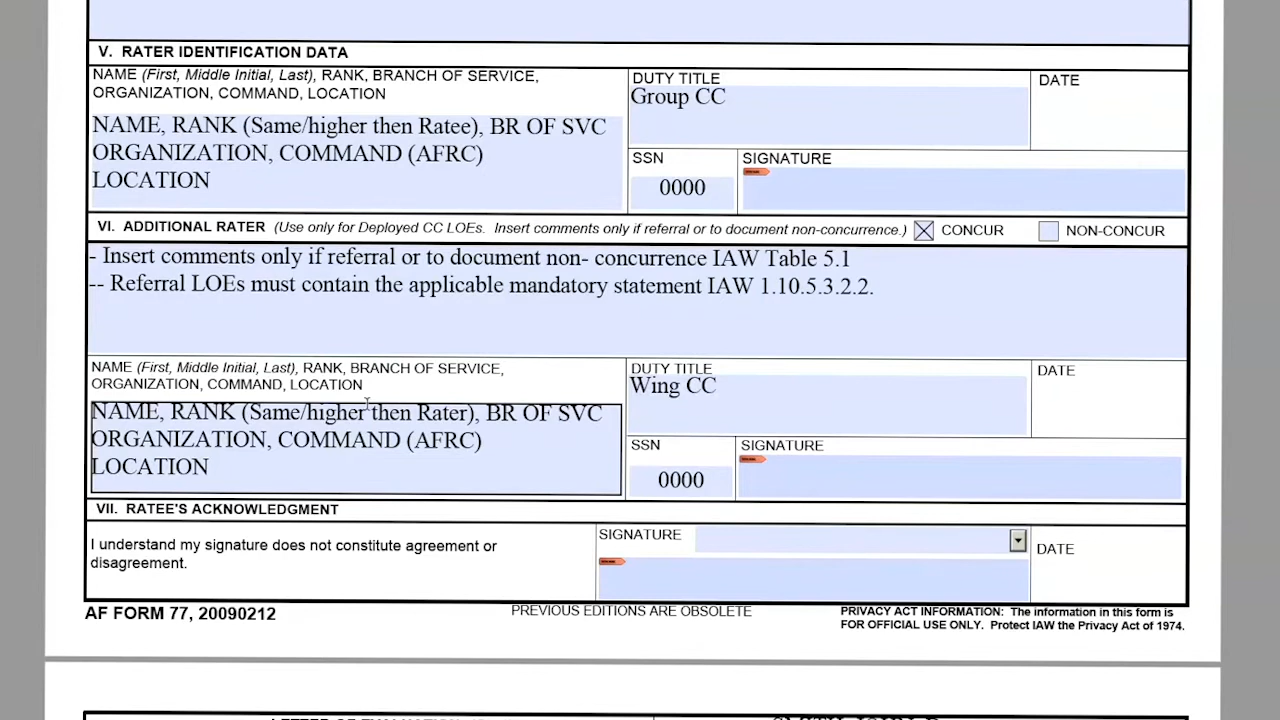 V. RATER IDENTIFICATION DATA
NAME (First, Middle Initial, Last), RANK, BRANCH OF SERVICE,
ORGANIZATION, COMMAND, LOCATION
NAME, RANK (Same/higher then Ratee), BR OF SVC
ORGANIZATION, COMMAND (AFRC)
LOCATION
DUTY TITLE
Group CC
DATE
SSN
0000
SIGNATURE
VI. ADDITIONAL RATER (Use only for Deployed CC LOEs. Insert comments only if referral or to document non-concurrence.)
CONCUR
NON-CONCUR
- Insert comments only if referral or to document non- concurrence IAW Table 5.1
-- Referral LOEs must contain the applicable mandatory statement IAW 1.10.5.3.2.2.
NAME (First, Middle Initial, Last), RANK, BRANCH OF SERVICE,
ORGANIZATION, COMMAND, LOCATION
NAME, RANK (Same/higher then Rater), BR OF SVC
ORGANIZATION, COMMAND (AFRC)
LOCATION
DUTY TITLE
Wing CC
DATE
SSN
0000
SIGNATURE
VII. RATEE'S ACKNOWLEDGMENT
I understand my signature does not constitute agreement or
disagreement.
SIGNATURE
DATE
AF FORM 77, 20090212
PREVIOUS EDITIONS ARE OBSOLETE
PRIVACY ACT INFORMATION: The information in this form is
FOR OFFICIAL USE ONLY. Protect IAW the Privacy Act of 1974.